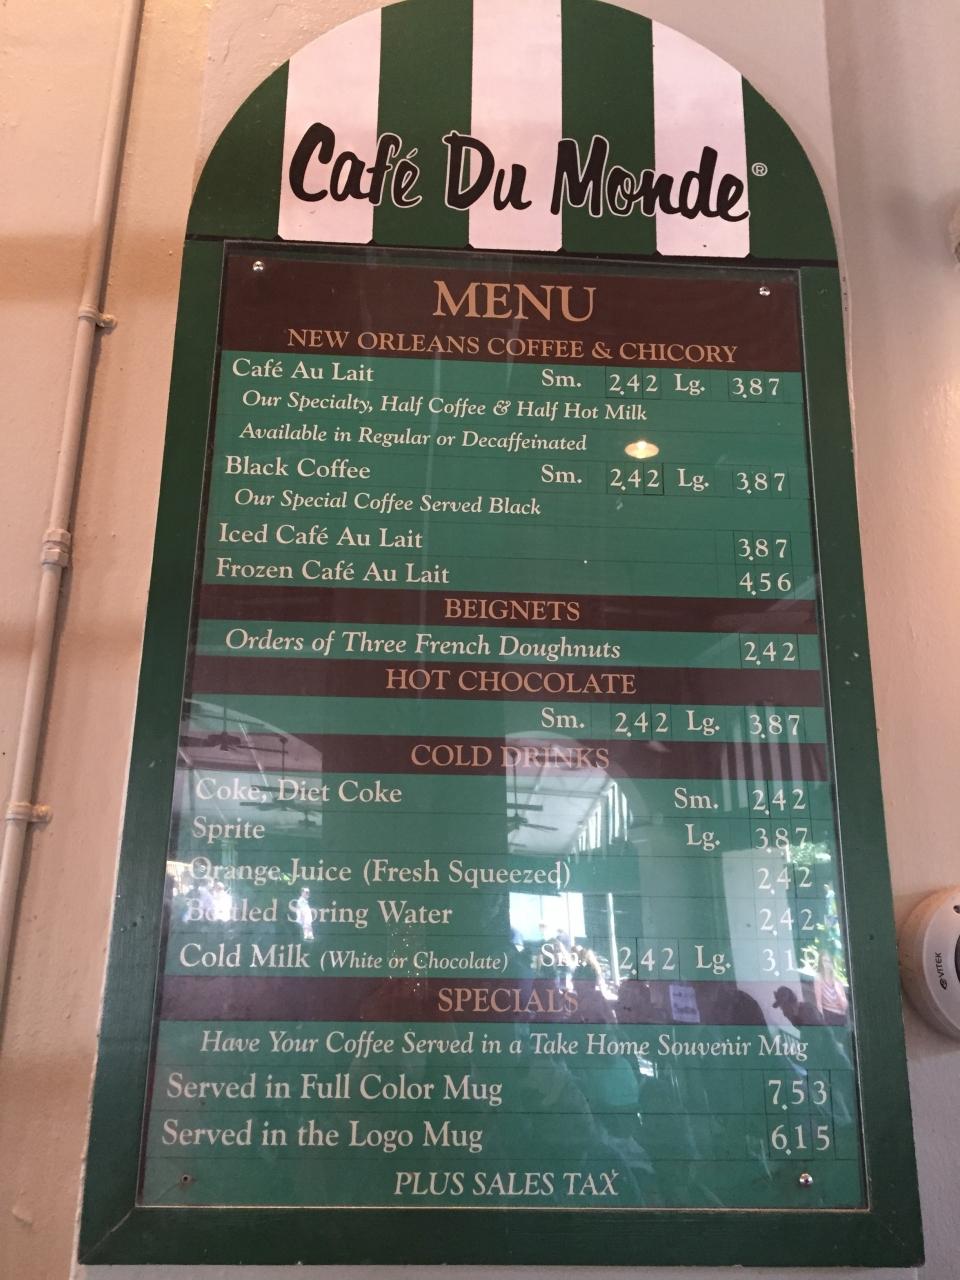 Café Du Monde®
MENU
NEW ORLEANS COFFEE & CHICORY
Café Au Lait Sm. 2.42 Lg. 3.87
Our Specialty, Half Coffee & Half Hot Milk
Available in Regular or Decaffeinated
Black Coffee Sm. 2.42 Lg. 3.87
Our Special Coffee Served Black
Iced Café Au Lait 3.87
Frozen Café Au Lait 4.56
BEIGNETS
Orders of Three French Doughnuts 2.42
HOT CHOCOLATE
Sm. 2.42 Lg. 3.87
COLD DRINKS
Coke, Diet Coke Sm. 2.42
Sprite Lg. 3.87
Orange Juice (Fresh Squeezed) 2.42
Bottled Spring Water 2.42
Cold Milk (White or Chocolate) Sm. 2.42 Lg.
SPECIALS
Have Your Coffee Served in a Take Home Souvenir Mug
Served in Full Color Mug 7.53
Served in the Logo Mug 6.15
PLUS SALES TAX
VITEK